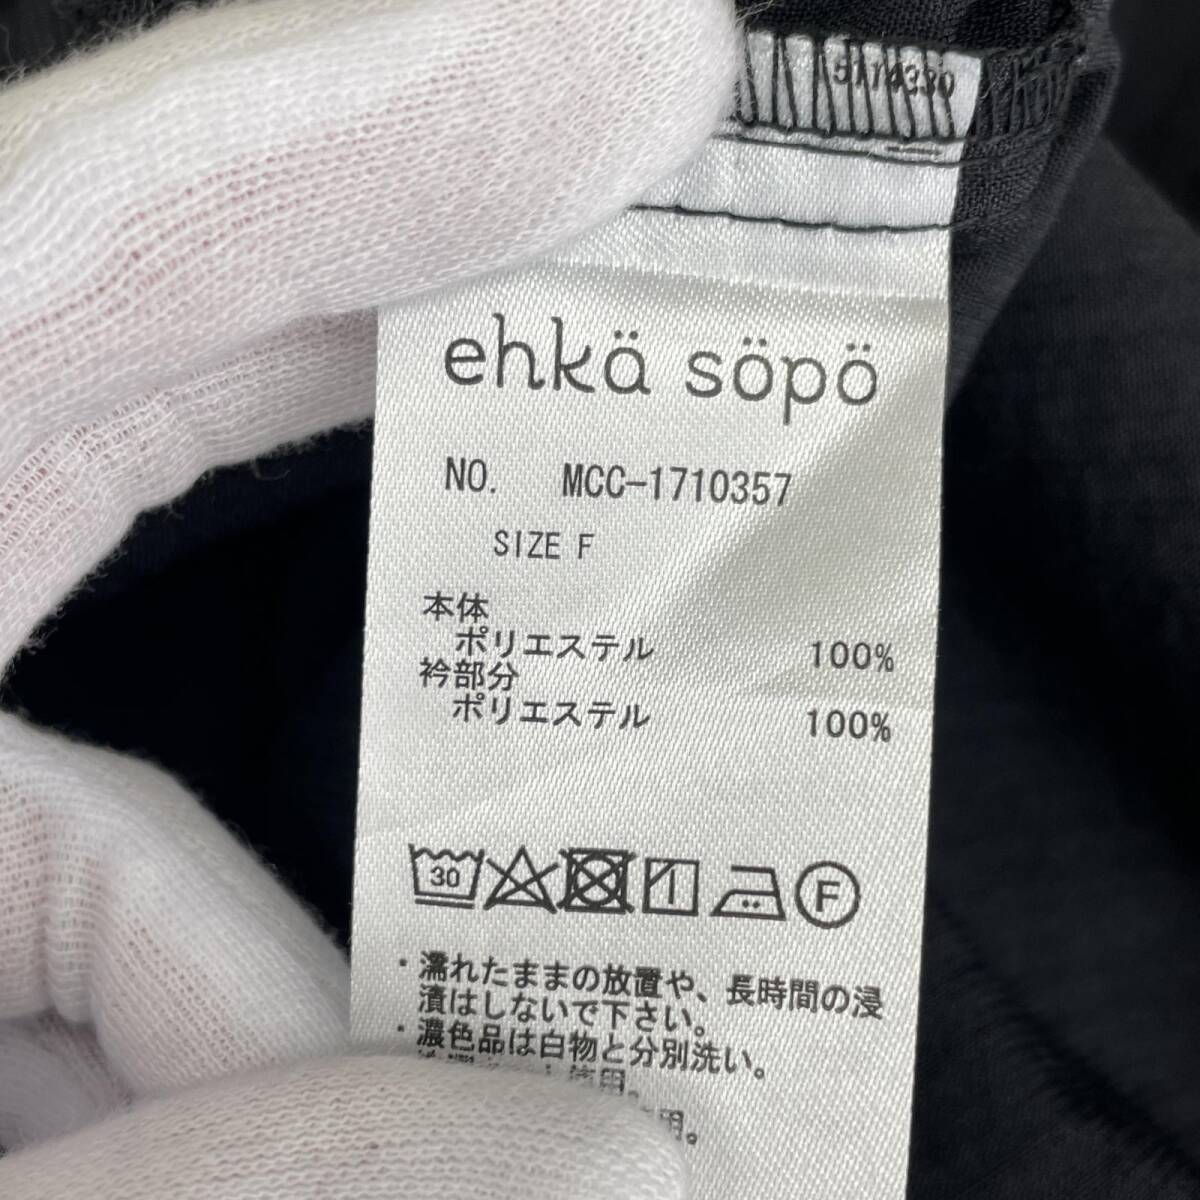 ehkä söpö
NO. MCC-1710357
SIZE F
本体
ポリエステル 100%
衿部分
ポリエステル 100%
30
F
・濡れたままの放置や、長時間の浸
漬はしないで下さい。
・濃色品は白物と分別洗い。
使用。
用。